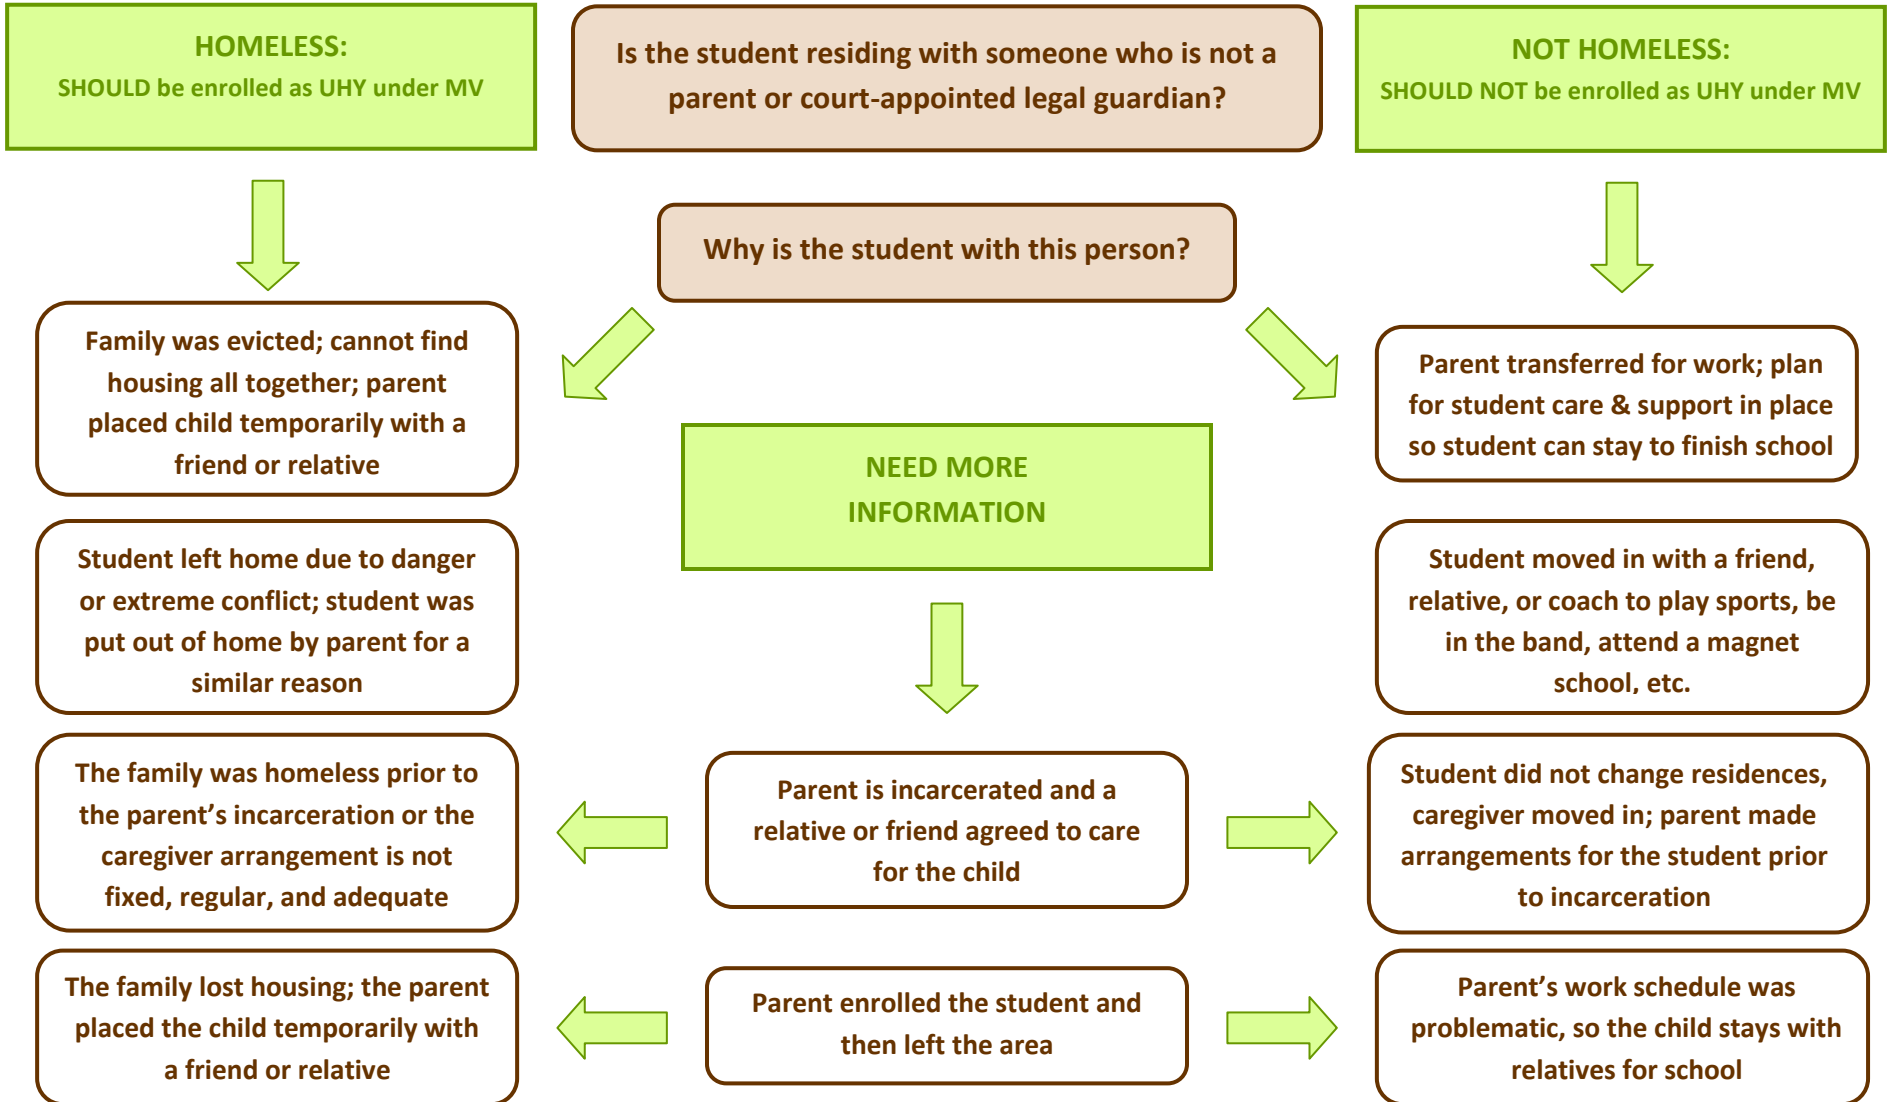 HOMELESS:
SHOULD be enrolled as UHY under MV
Is the student residing with someone who is not a
parent or court-appointed legal guardian?
NOT HOMELESS:
SHOULD NOT be enrolled as UHY under MV
Why is the student with this person?
Family was evicted; cannot find
housing all together; parent
placed child temporarily with a
friend or relative
Parent transferred for work; plan
for student care & support in place
so student can stay to finish school
NEED MORE
INFORMATION
Student left home due to danger
or extreme conflict; student was
put out of home by parent for a
similar reason
Student moved in with a friend,
relative, or coach to play sports, be
in the band, attend a magnet
school, etc.
The family was homeless prior to
the parent’s incarceration or the
caregiver arrangement is not
fixed, regular, and adequate
Parent is incarcerated and a
relative or friend agreed to care
for the child
Student did not change residences,
caregiver moved in; parent made
arrangements for the student prior
to incarceration
The family lost housing; the parent
placed the child temporarily with
a friend or relative
Parent enrolled the student and
then left the area
Parent’s work schedule was
problematic, so the child stays with
relatives for school